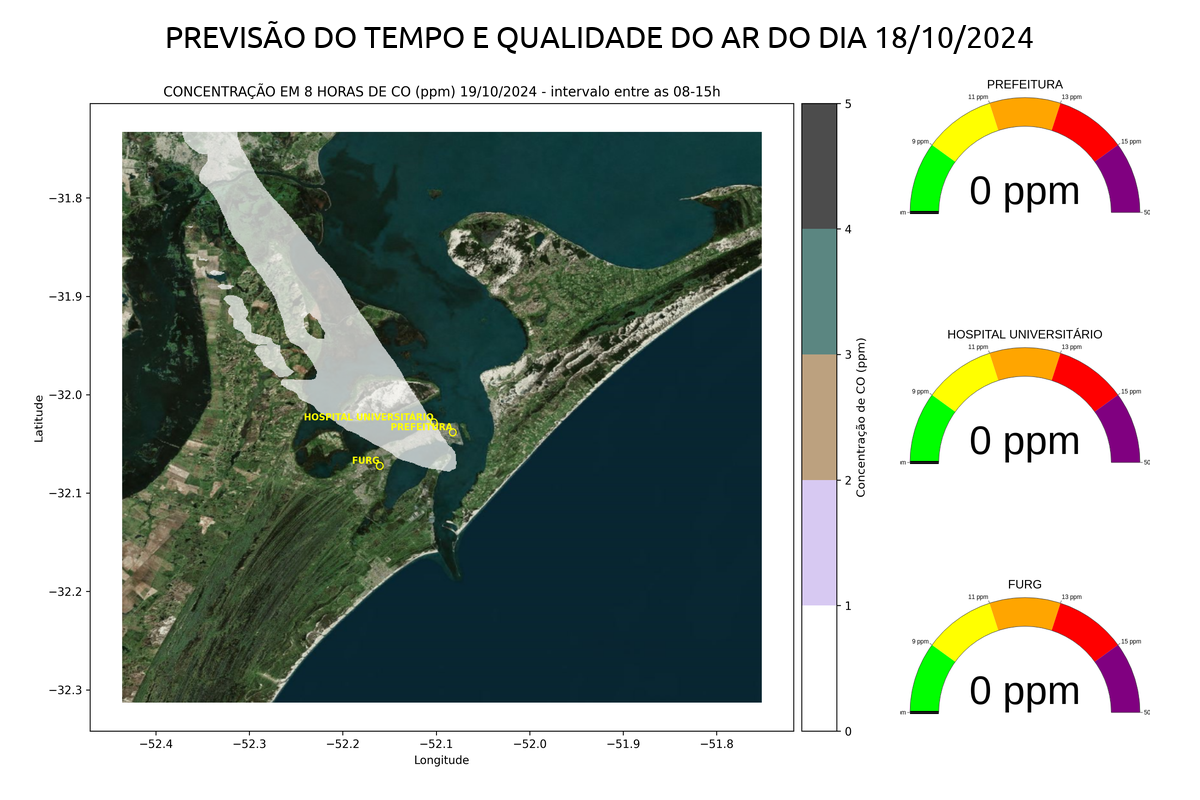 PREVISÃO DO TEMPO E QUALIDADE DO AR DO DIA 18/10/2024
CONCENTRAÇÃO EM 8 HORAS DE CO (ppm) 19/10/2024 - intervalo entre as 08-15h
Latitude
−31.8
−31.9
−32.0
−32.1
−32.2
−32.3
HOSPITAL UNIVERSITÁRIO
PREFEITURA
FURG
−52.4
−52.3
−52.2
−52.1
−52.0
−51.9
−51.8
Longitude
5
4
3
2
1
0
Concentração de CO (ppm)
PREFEITURA
9 ppm
11 ppm
13 ppm
15 ppm
0 ppm
HOSPITAL UNIVERSITÁRIO
9 ppm
11 ppm
13 ppm
15 ppm
0 ppm
FURG
9 ppm
11 ppm
13 ppm
15 ppm
0 ppm